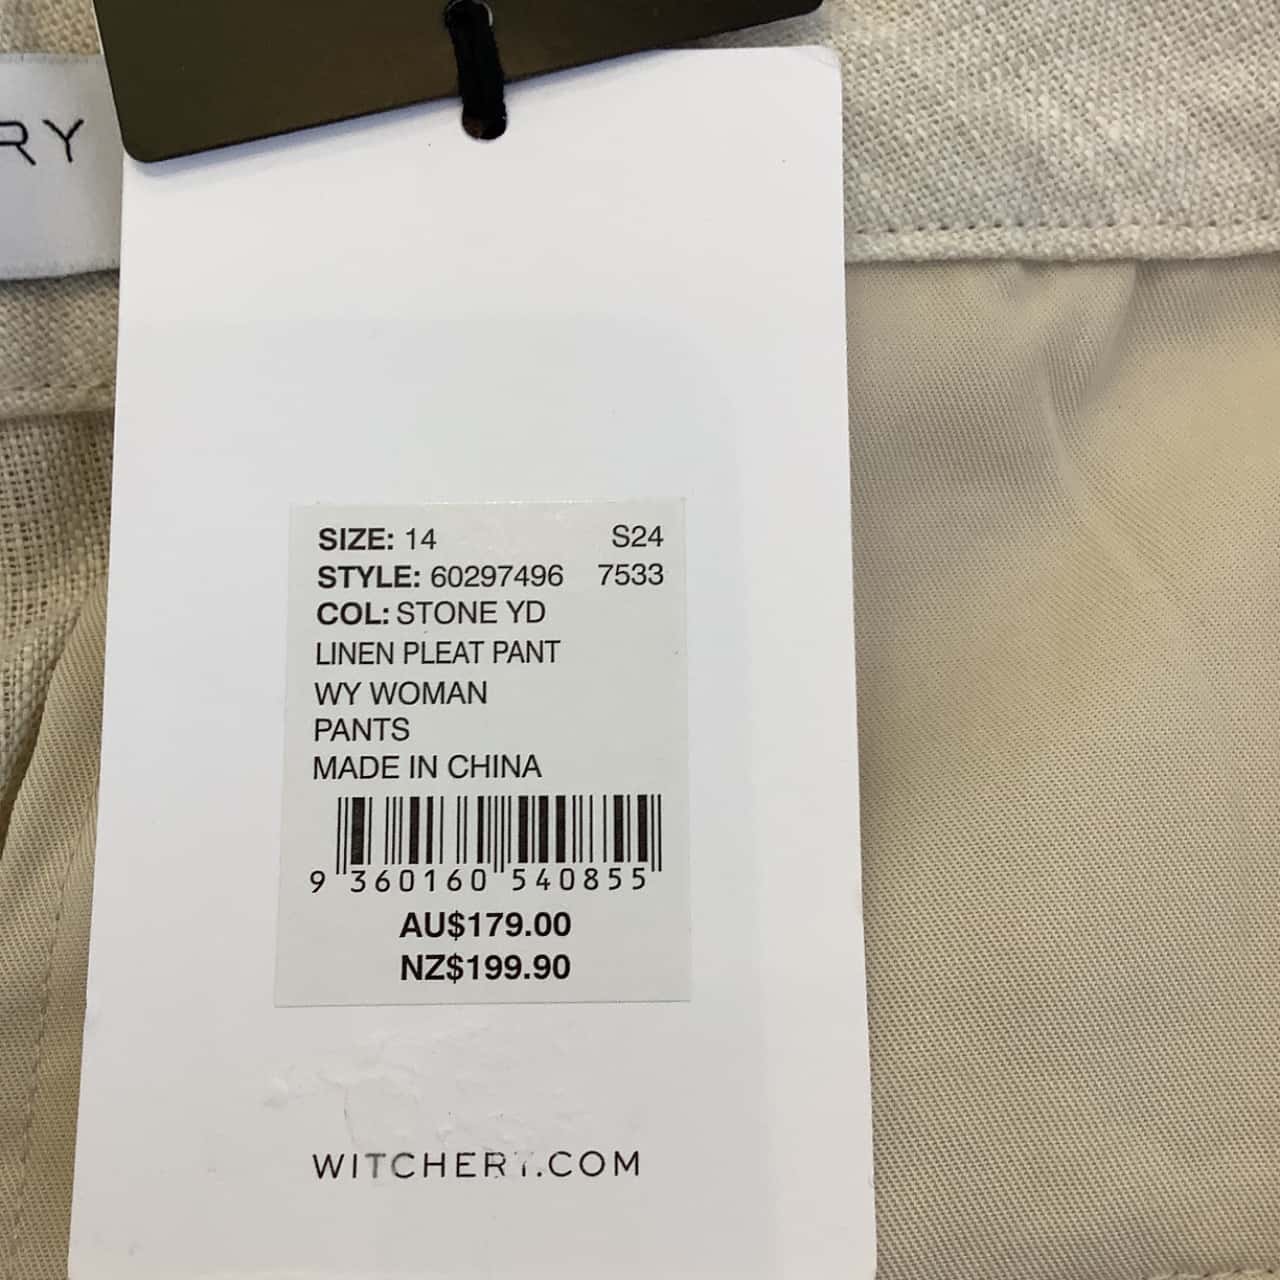 RY
SIZE: 14 S24
STYLE: 60297496 7533
COL: STONE YD
LINEN PLEAT PANT
WY WOMAN
PANTS
MADE IN CHINA
9 360160 540855
AU$179.00
NZ$199.90
WITCHERY.COM